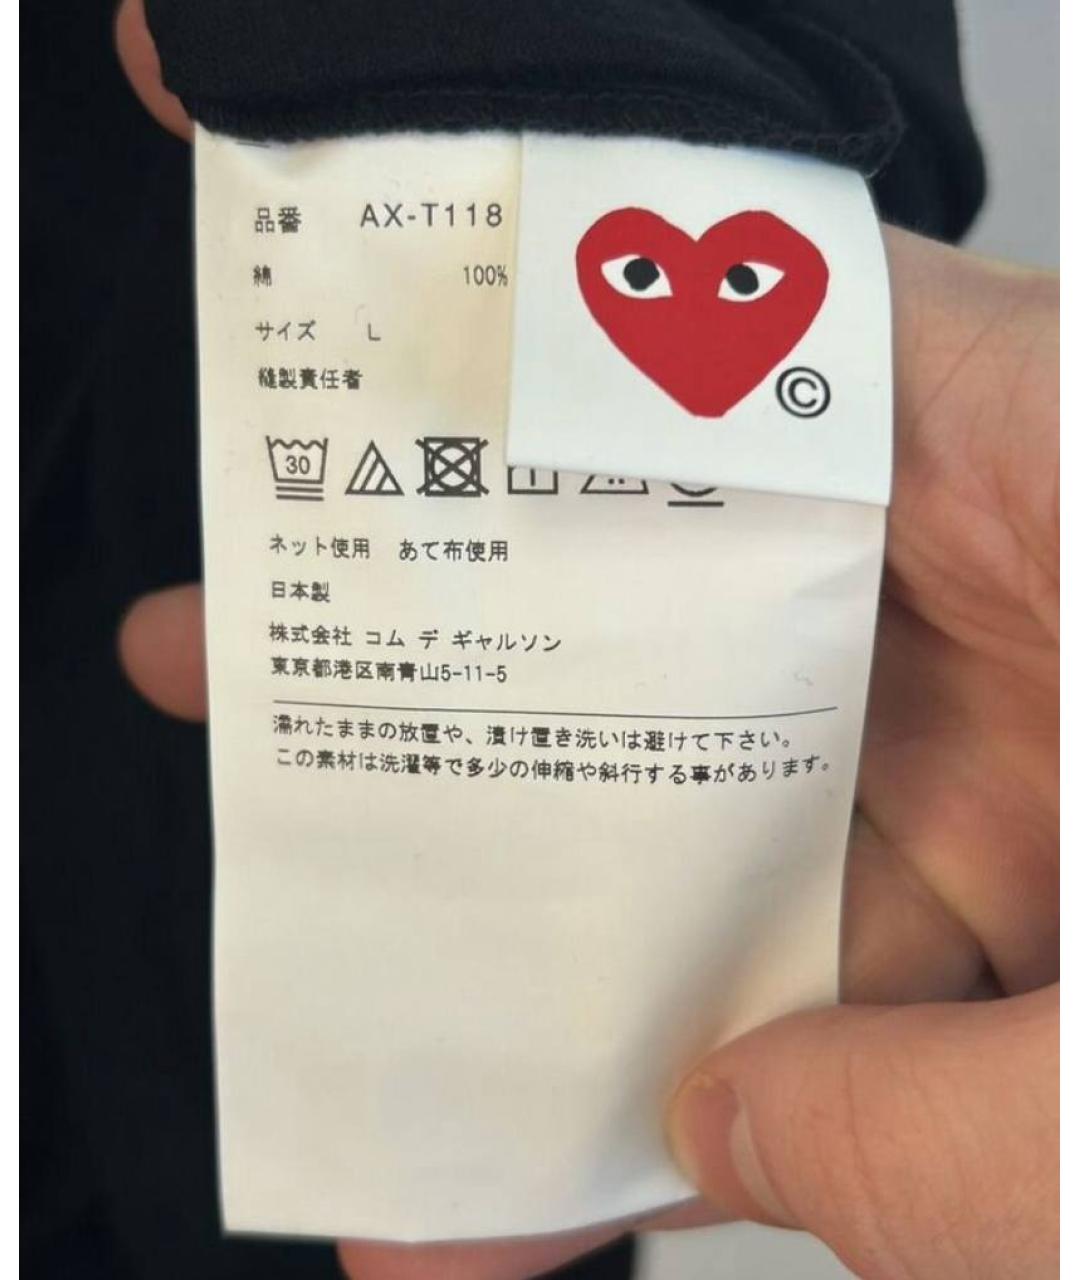 品番 AX-T118
綿 100%
サイズ L
縫製責任者
30
©
ネット使用 あて布使用
日本製
株式会社 コム デ ギャルソン
東京都港区南青山5-11-5
濡れたままの放置や、漬け置き洗いは避けて下さい。
この素材は洗濯等で多少の伸縮や斜行する事があります。